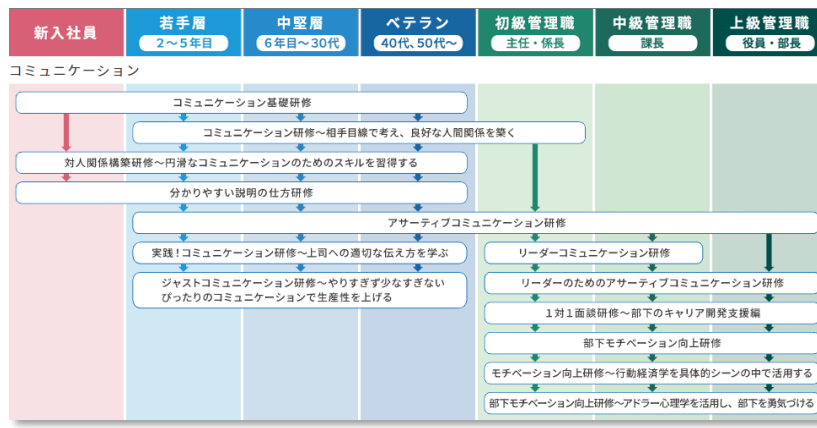 新入社員
若手層
2～5年目
中堅層
6年目～30代
ベテラン
40代、50代～
初級管理職
主任・係長
中級管理職
課長
上級管理職
役員・部長
コミュニケーション
コミュニケーション基礎研修
コミュニケーション研修～相手目線で考え、良好な人間関係を築く
対人関係構築研修～円滑なコミュニケーションのためのスキルを習得する
分かりやすい説明の仕方研修
アサーティブコミュニケーション研修
実践！コミュニケーション研修～上司への適切な伝え方を学ぶ
リーダーコミュニケーション研修
ジャストコミュニケーション研修～やりすぎず少なすぎない
ぴったりのコミュニケーションで生産性を上げる
リーダーのためのアサーティブコミュニケーション研修
1対1面談研修～部下のキャリア開発支援編
部下モチベーション向上研修
モチベーション向上研修～行動経済学を具体的シーンの中で活用する
部下モチベーション向上研修～アドラー心理学を活用し、部下を勇気づける